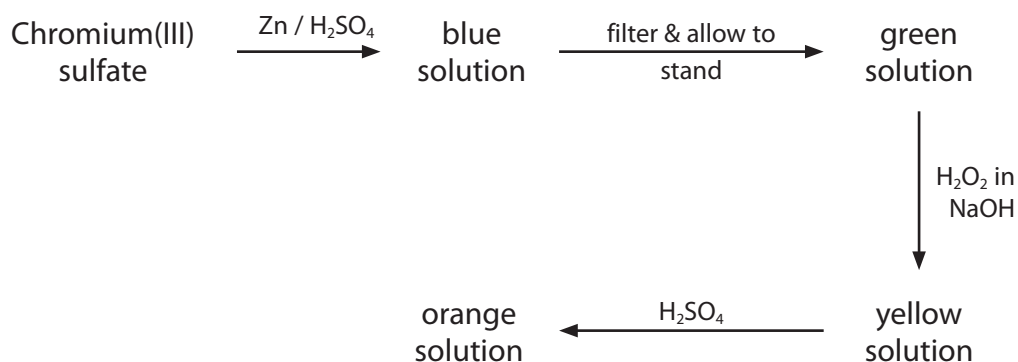 Chromium(III)
sulfate
Zn / H₂SO₄
blue
solution
filter & allow to
stand
green
solution
H₂O₂ in
NaOH
yellow
solution
H₂SO₄
orange
solution